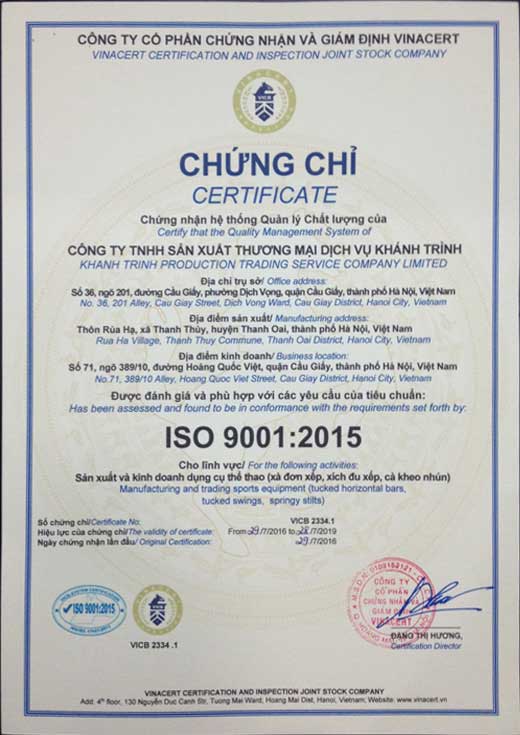 CÔNG TY CỔ PHẦN CHỨNG NHẬN VÀ GIÁM ĐỊNH VINACERT
VINACERT CERTIFICATION AND INSPECTION JOINT STOCK COMPANY
VICB
CHỨNG CHỈ
CERTIFICATE
Chứng nhận hệ thống Quản lý Chất lượng của
Certify that the Quality Management System of
CÔNG TY TNHH SẢN XUẤT THƯƠNG MẠI DỊCH VỤ KHÁNH TRÌNH
KHANH TRINH PRODUCTION TRADING SERVICE COMPANY LIMITED
Địa chỉ trụ sở/ Office address:
Số 36, ngõ 201, đường Cầu Giấy, phường Dịch Vọng, quận Cầu Giấy, thành phố Hà Nội, Việt Nam
No. 36, 201 Alley, Cau Giay Street, Dich Vong Ward, Cau Giay District, Hanoi City, Vietnam
Địa điểm sản xuất/ Manufacturing address:
Thôn Rùa Hạ, xã Thanh Thùy, huyện Thanh Oai, thành phố Hà Nội, Việt Nam
Rua Ha Village, Thanh Thuy Commune, Thanh Oai District, Hanoi City, Vietnam
Địa điểm kinh doanh/ Business location:
Số 71, ngõ 389/10, đường Hoàng Quốc Việt, quận Cầu Giấy, thành phố Hà Nội, Việt Nam
No.71, 389/10 Alley, Hoang Quoc Viet Street, Cau Giay District, Hanoi City, Vietnam
Được đánh giá và phù hợp với các yêu cầu của tiêu chuẩn:
Has been assessed and found to be in conformance with the requirements set forth by:
ISO 9001:2015
Cho lĩnh vực/ For the following activities:
Sản xuất và kinh doanh dụng cụ thể thao (xà đơn xếp, xích đu xếp, cà kheo nhún)
Manufacturing and trading sports equipment (tucked horizontal bars,
tucked swings, springy stilts)
Số chứng chỉ/Certificate No: VICB 2334.1
Hiệu lực của chứng chỉ/The validity of certificate: From 29/7/2016 to 28/7/2019
Ngày chứng nhận lần đầu/ Original Certification: 29/7/2016
ISO 9001:2015
VICB
VICB 2334 .1
CÔNG TY
CỔ PHẦN
CHỨNG NHẬN VÀ
GIÁM ĐỊNH
VINACERT
ĐẶNG THỊ HƯƠNG,
Certification Director
VINACERT CERTIFICATION AND INSPECTION JOINT STOCK COMPANY
Add: 4th floor, 130 Nguyen Duc Canh Str, Tuong Mai Ward, Hoang Mai Dist, Hanoi, Vietnam; Website: www.vinacert.vn